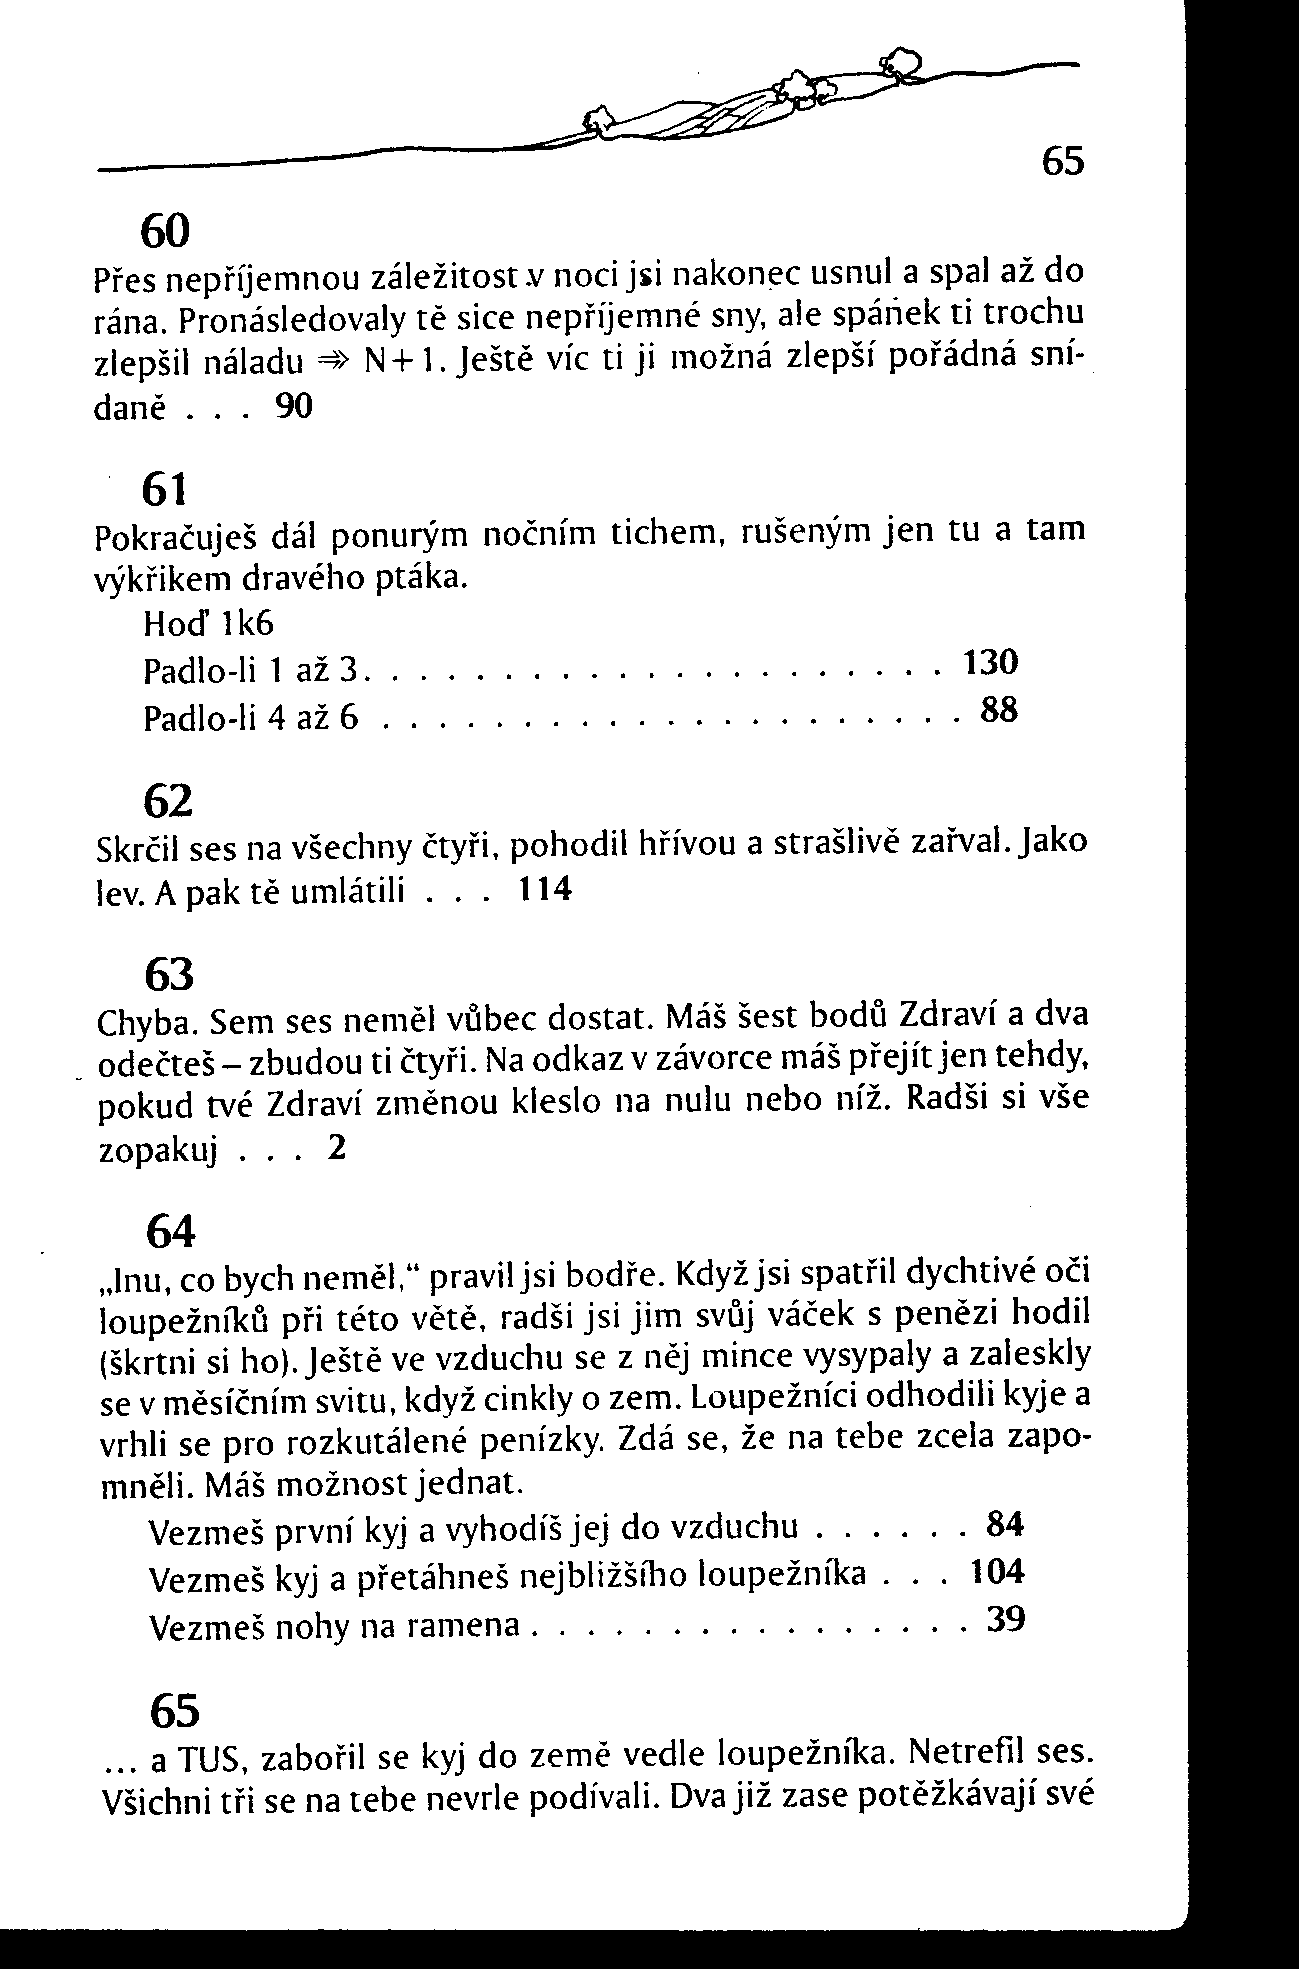 65
60
Přes nepříjemnou záležitost v noci jsi nakonec usnul a spal až do
rána. Pronásledovaly tě sice nepříjemné sny, ale spánek ti trochu
zlepšil náladu ⇒ N+1. Ještě víc ti ji možná zlepší pořádná sní-
daně . . . 90
61
Pokračuješ dál ponurým nočním tichem, rušeným jen tu a tam
výkřikem dravého ptáka.
Hoď 1k6
Padlo-li 1 až 3. . . . . . . . . . . . . . . . . . . . . 130
Padlo-li 4 až 6 . . . . . . . . . . . . . . . . . . . . . 88
62
Skrčil ses na všechny čtyři, pohodil hřívou a strašlivě zařval. Jako
lev. A pak tě umlátili . . . 114
63
Chyba. Sem ses neměl vůbec dostat. Máš šest bodů Zdraví a dva
odečteš – zbudou ti čtyři. Na odkaz v závorce máš přejít jen tehdy,
pokud tvé Zdraví změnou kleslo na nulu nebo níž. Radši si vše
zopakuj . . . 2
64
„Inu, co bych neměl,“ pravil jsi bodře. Když jsi spatřil dychtivé oči
loupežníků při této větě, radši jsi jim svůj váček s penězi hodil
(škrtni si ho). Ještě ve vzduchu se z něj mince vysypaly a zaleskly
se v měsíčním svitu, když cinkly o zem. Loupežníci odhodili kyje a
vrhli se pro rozkutálené penízky. Zdá se, že na tebe zcela zapo-
mněli. Máš možnost jednat.
Vezmeš první kyj a vyhodíš jej do vzduchu . . . . . . 84
Vezmeš kyj a přetáhneš nejbližšího loupežníka . . . 104
Vezmeš nohy na ramena . . . . . . . . . . . . . . . . 39
65
... a TUS, zabořil se kyj do země vedle loupežníka. Netrefil ses.
Všichni tři se na tebe nevrle podívali. Dva již zase potěžkávají své